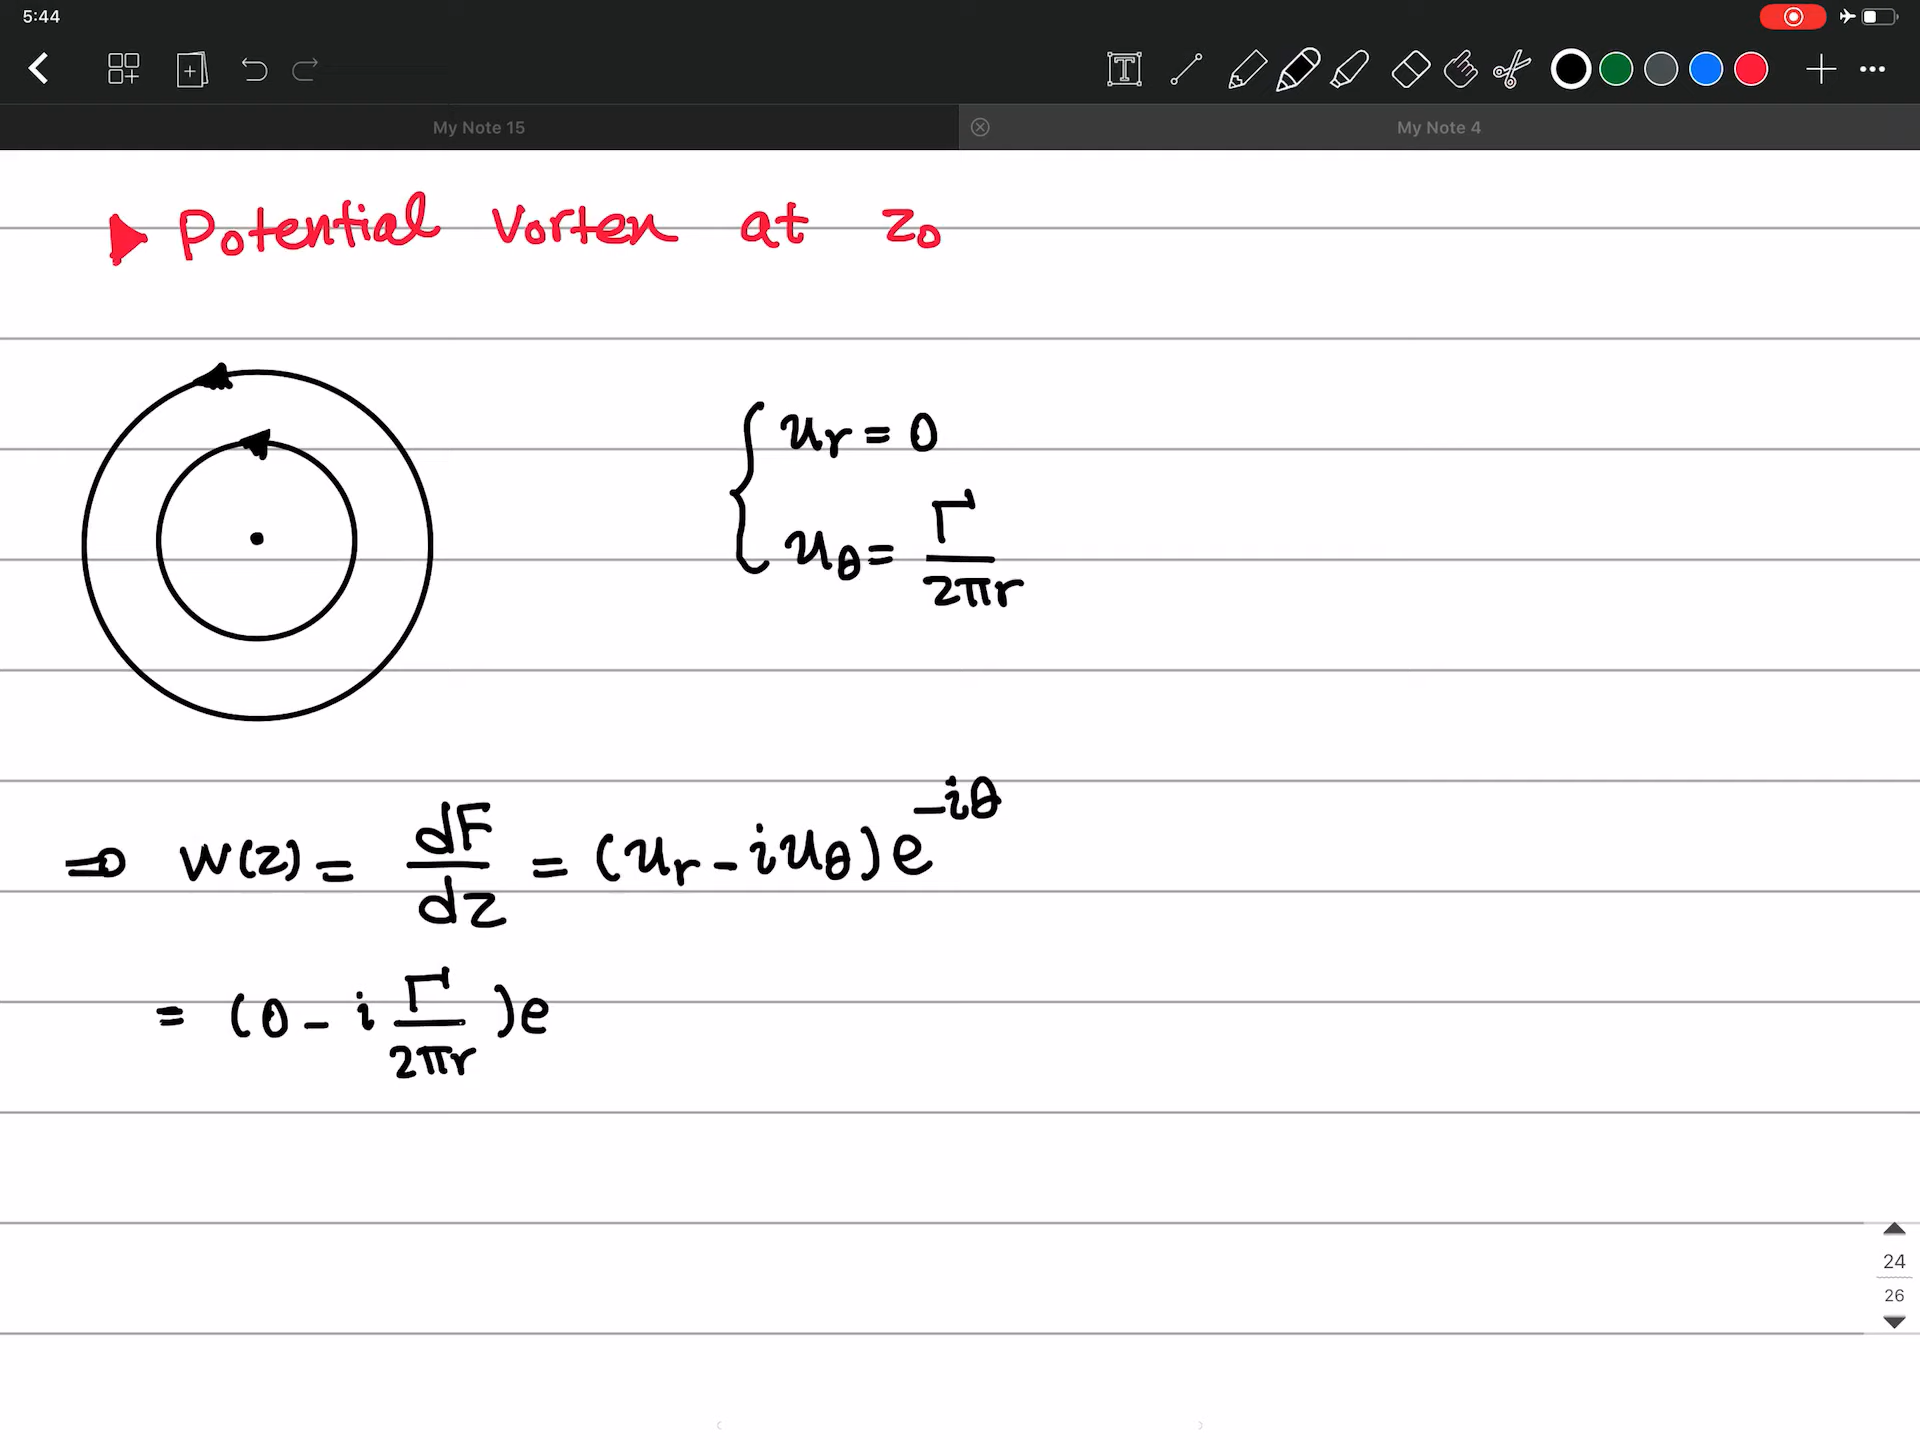 5:44
My Note 15
My Note 4
Potential Vorten at z₀
{ u_r = 0
u_θ = Γ / 2πr
⇒ W(z) = dF/dz = (u_r - iu_θ)e^{-iθ}
= (0 - i Γ/2πr )e
24
26